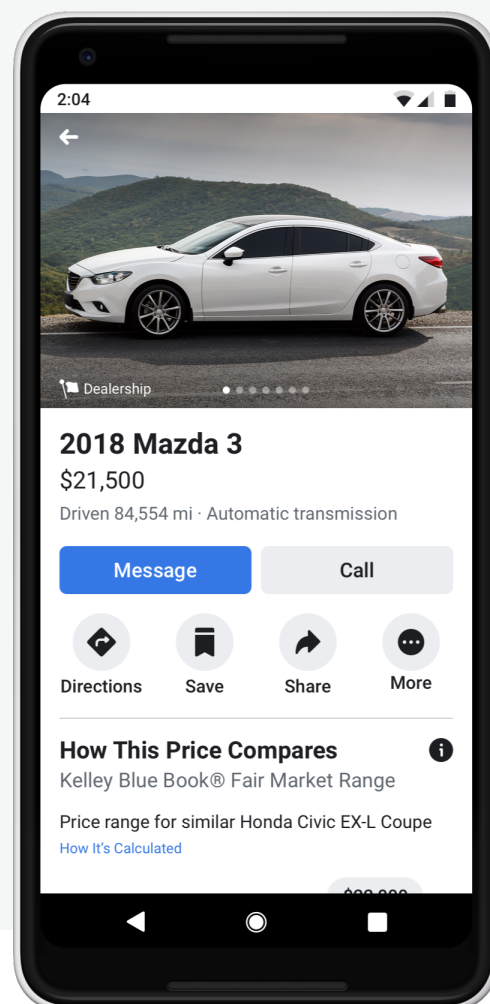 2:04
Dealership
2018 Mazda 3
$21,500
Driven 84,554 mi · Automatic transmission
Message
Call
Directions
Save
Share
More
How This Price Compares
Kelley Blue Book® Fair Market Range
Price range for similar Honda Civic EX-L Coupe
How It's Calculated